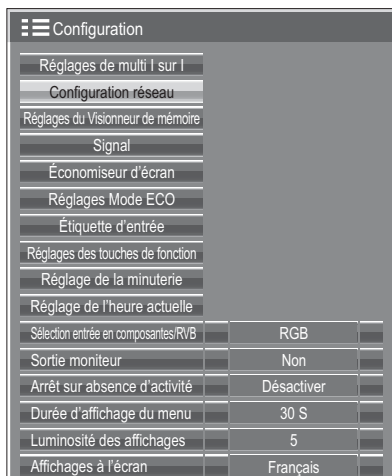 Configuration
Réglages de multi I sur I
Configuration réseau
Réglages du Visionneur de mémoire
Signal
Économiseur d'écran
Réglages Mode ECO
Étiquette d'entrée
Réglages des touches de fonction
Réglage de la minuterie
Réglage de l'heure actuelle
Sélection entrée en composantes/RVB RGB
Sortie moniteur Non
Arrêt sur absence d'activité Désactiver
Durée d'affichage du menu 30 S
Luminosité des affichages 5
Affichages à l'écran Français